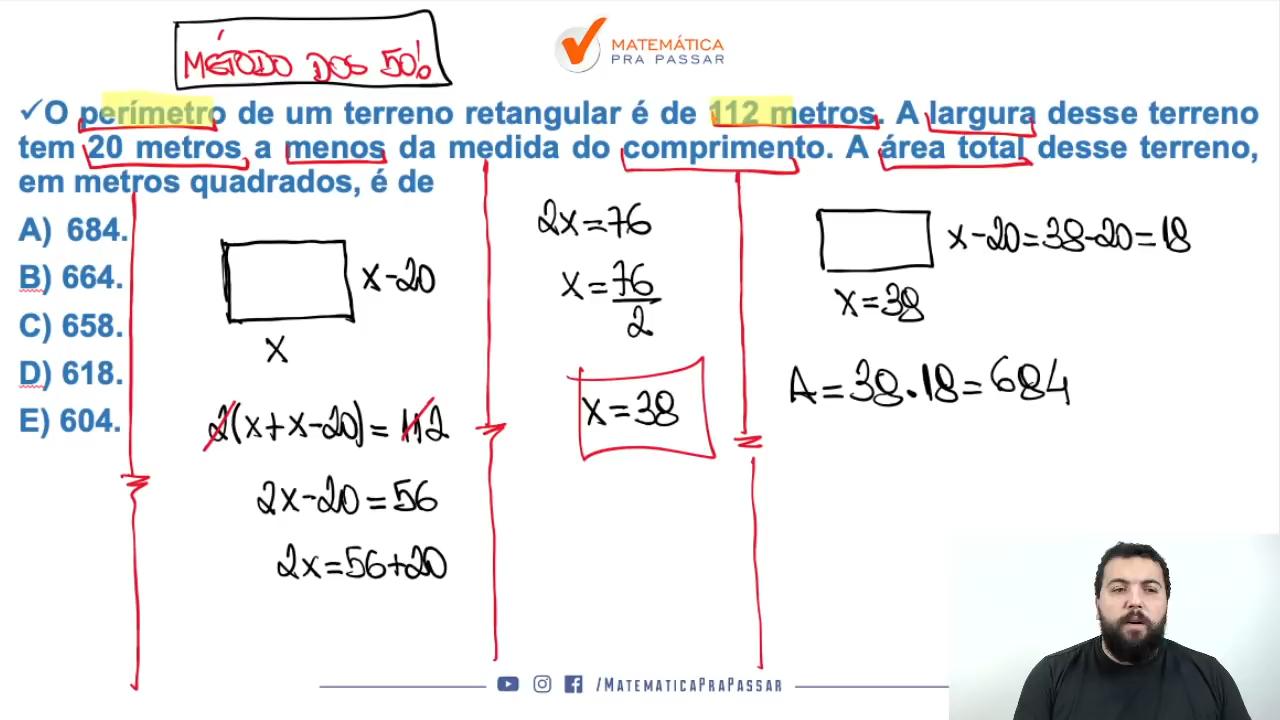 MÉTODO DOS 50%
MATEMÁTICA
PRA PASSAR
✓O perímetro de um terreno retangular é de 112 metros. A largura desse terreno
tem 20 metros a menos da medida do comprimento. A área total desse terreno,
em metros quadrados, é de
A) 684.
B) 664.
C) 658.
D) 618.
E) 604.
x-20
x
2(x+x-20)=112
2x-20=56
2x=56+20
2x=76
x=76
2
x=38
x-20=38-20=18
x=38
A=38.18=684
/MATEMATICAPRAPASSAR